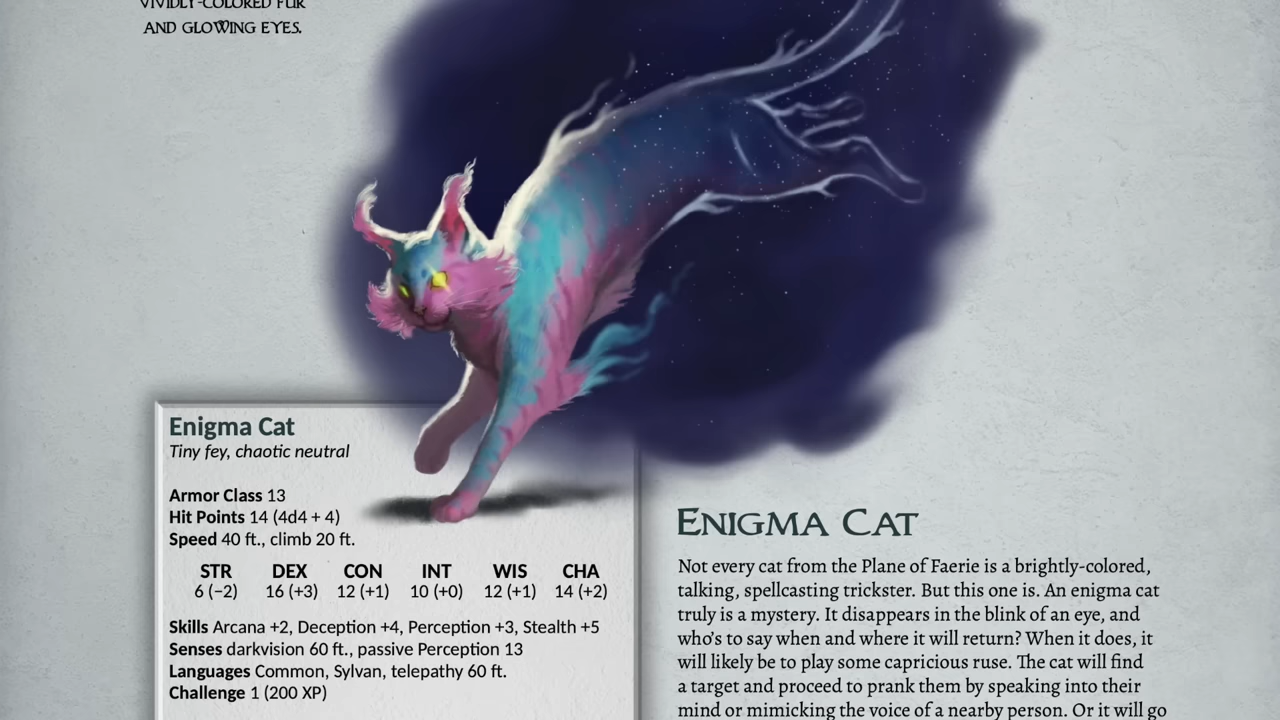 VIVIDLY-COLORED FUR
AND GLOWING EYES.
Enigma Cat
Tiny fey, chaotic neutral
Armor Class 13
Hit Points 14 (4d4 + 4)
Speed 40 ft., climb 20 ft.
STR DEX CON INT WIS CHA
6 (−2) 16 (+3) 12 (+1) 10 (+0) 12 (+1) 14 (+2)
Skills Arcana +2, Deception +4, Perception +3, Stealth +5
Senses darkvision 60 ft., passive Perception 13
Languages Common, Sylvan, telepathy 60 ft.
Challenge 1 (200 XP)
ENIGMA CAT
Not every cat from the Plane of Faerie is a brightly-colored,
talking, spellcasting trickster. But this one is. An enigma cat
truly is a mystery. It disappears in the blink of an eye, and
who’s to say when and where it will return? When it does, it
will likely be to play some capricious ruse. The cat will find
a target and proceed to prank them by speaking into their
mind or mimicking the voice of a nearby person. Or it will go